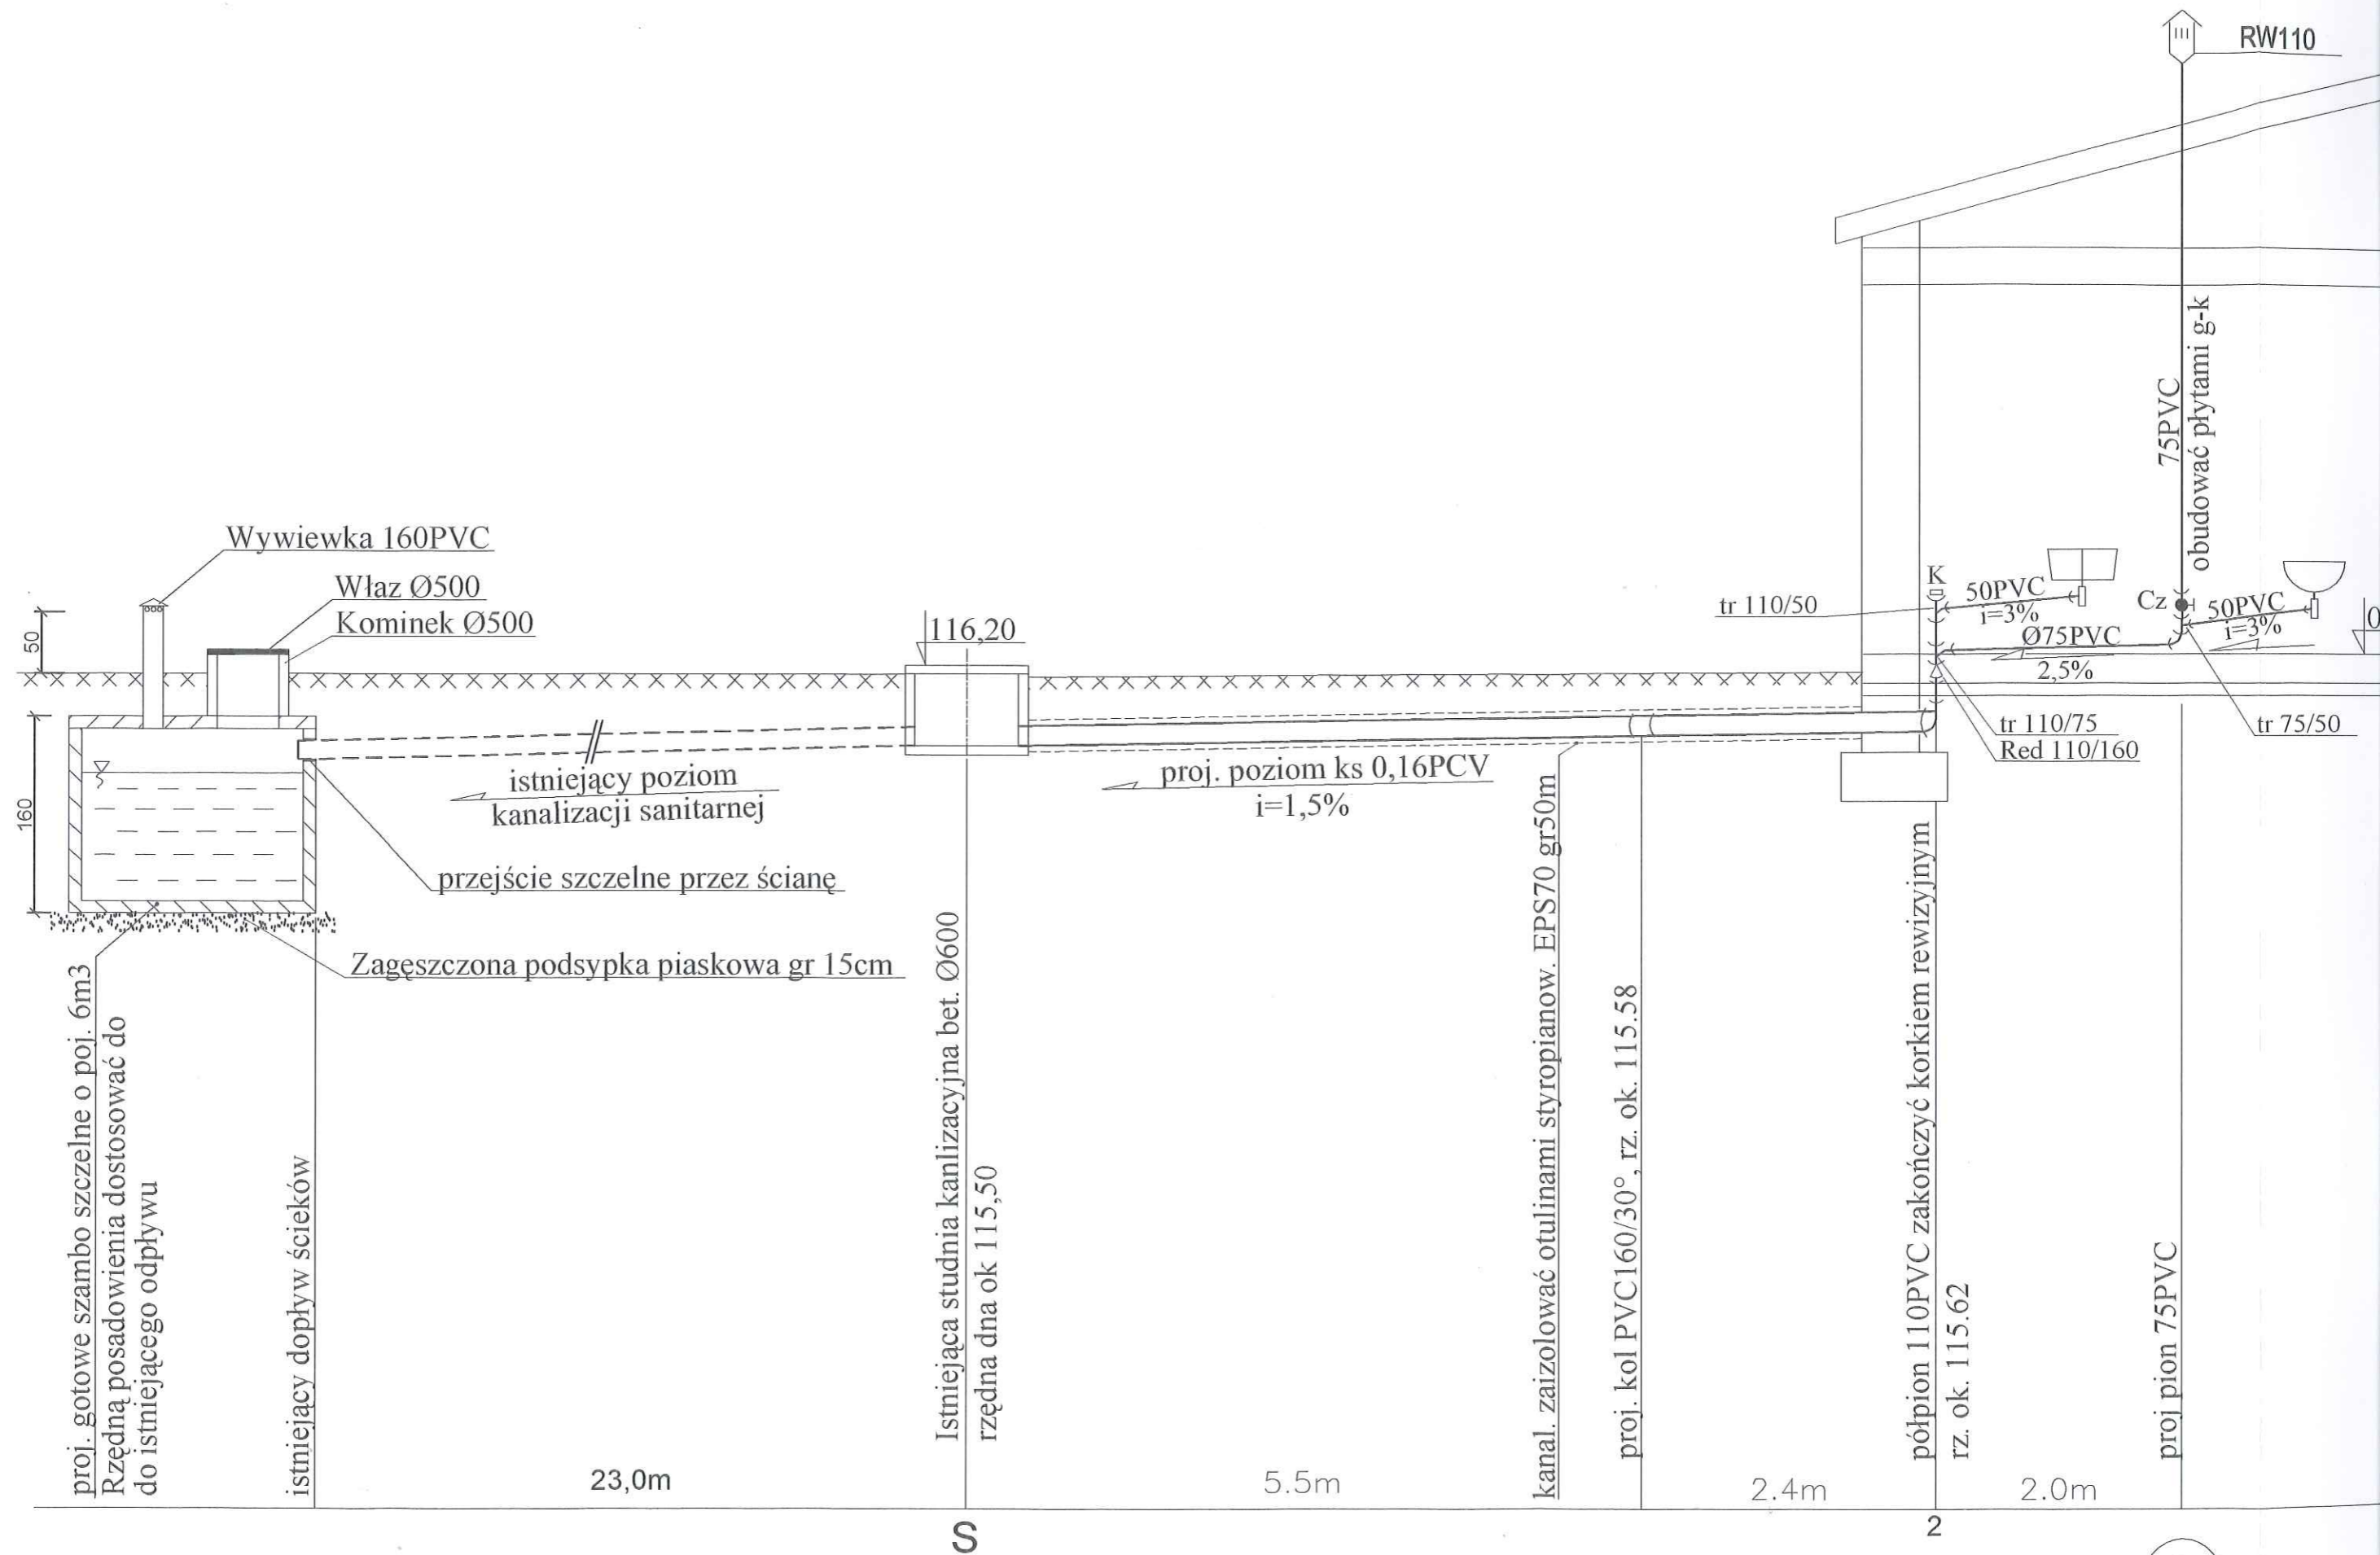 RW110
75PVC
obudować płytami g-k
Wywiewka 160PVC
Właz Ø500
Kominek Ø500
50
116,20
tr 110/50
K
50PVC
i=3%
Cz
50PVC
i=3%
Ø75PVC
2,5%
0
tr 110/75
Red 110/160
tr 75/50
160
istniejący poziom
kanalizacji sanitarnej
proj. poziom ks 0,16PCV
i=1,5%
przejście szczelne przez ścianę
Zagęszczona podsypka piaskowa gr 15cm
proj. gotowe szambo szczelne o poj. 6m3
Rzędną posadowienia dostosować do
do istniejącego odpływu
istniejący dopływ ścieków
Istniejąca studnia kanlizacyjna bet. Ø600
rzędna dna ok 115,50
kanal. zaizolować otulinami styropianow. EPS70 gr50m
proj. kol PVC160/30°, rz. ok. 115.58
półpion 110PVC zakończyć korkiem rewizyjnym
rz. ok. 115.62
proj pion 75PVC
23,0m
5.5m
2.4m
2.0m
S
2